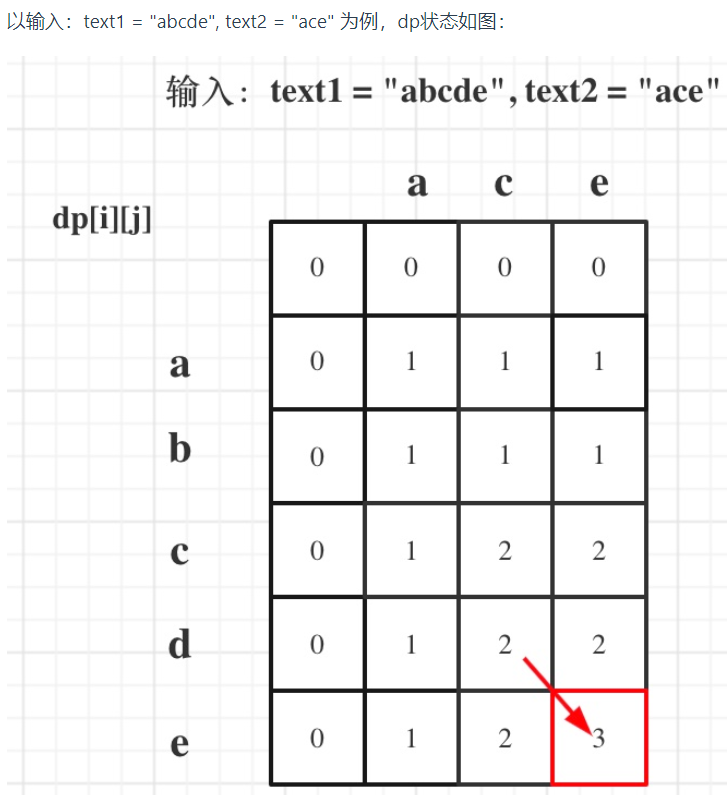 以输入：text1 = "abcde", text2 = "ace" 为例，dp状态如图：
输入：text1 = "abcde", text2 = "ace"
a c e
dp[i][j]
0 0 0 0
a 0 1 1 1
b 0 1 1 1
c 0 1 2 2
d 0 1 2 2
e 0 1 2 3